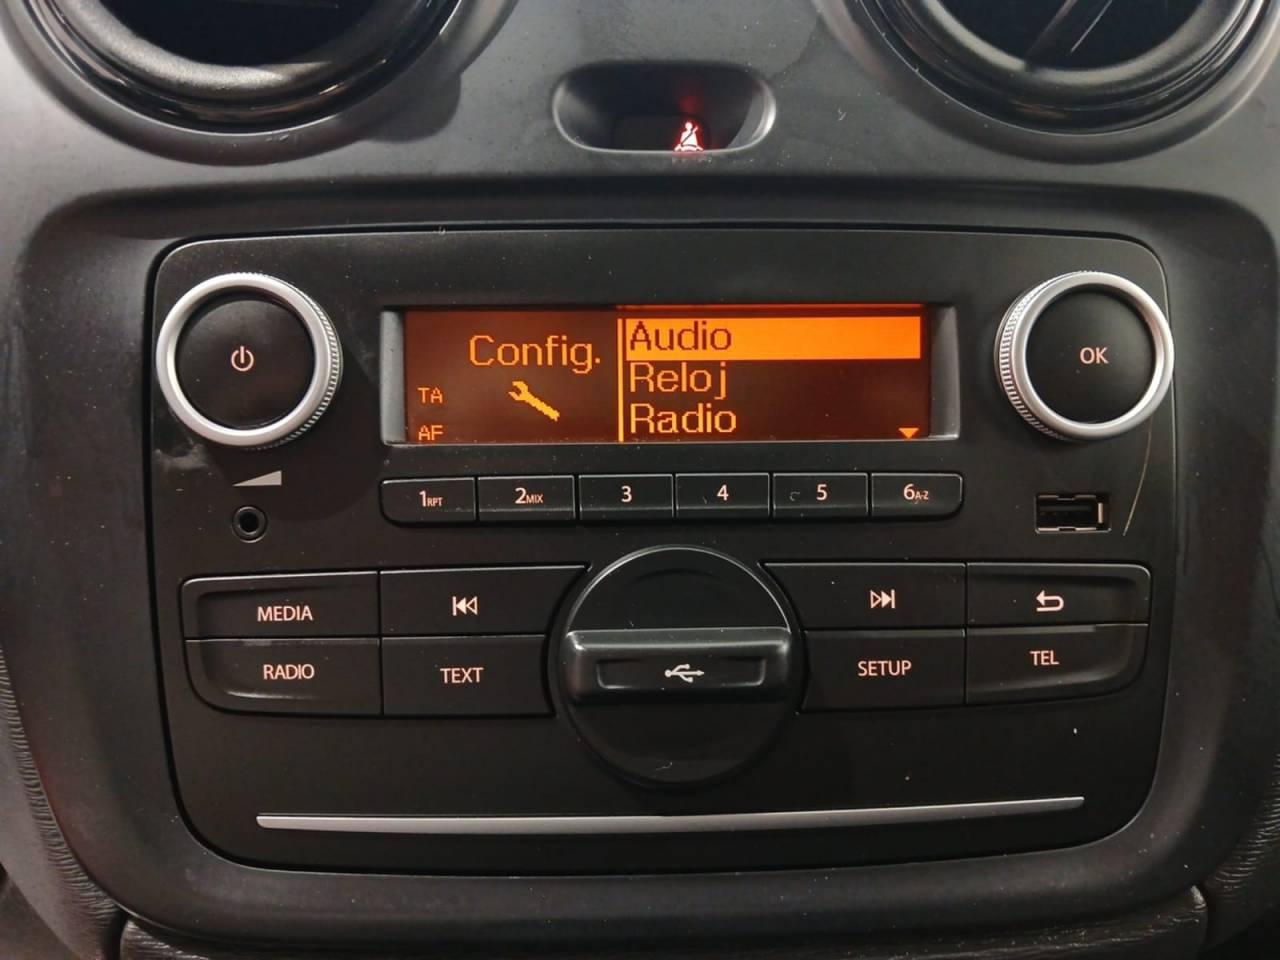 Config.
TA
AF
Audio
Reloj
Radio
OK
1RPT
2MIX
3
4
5
6A-Z
MEDIA
RADIO
TEXT
SETUP
TEL